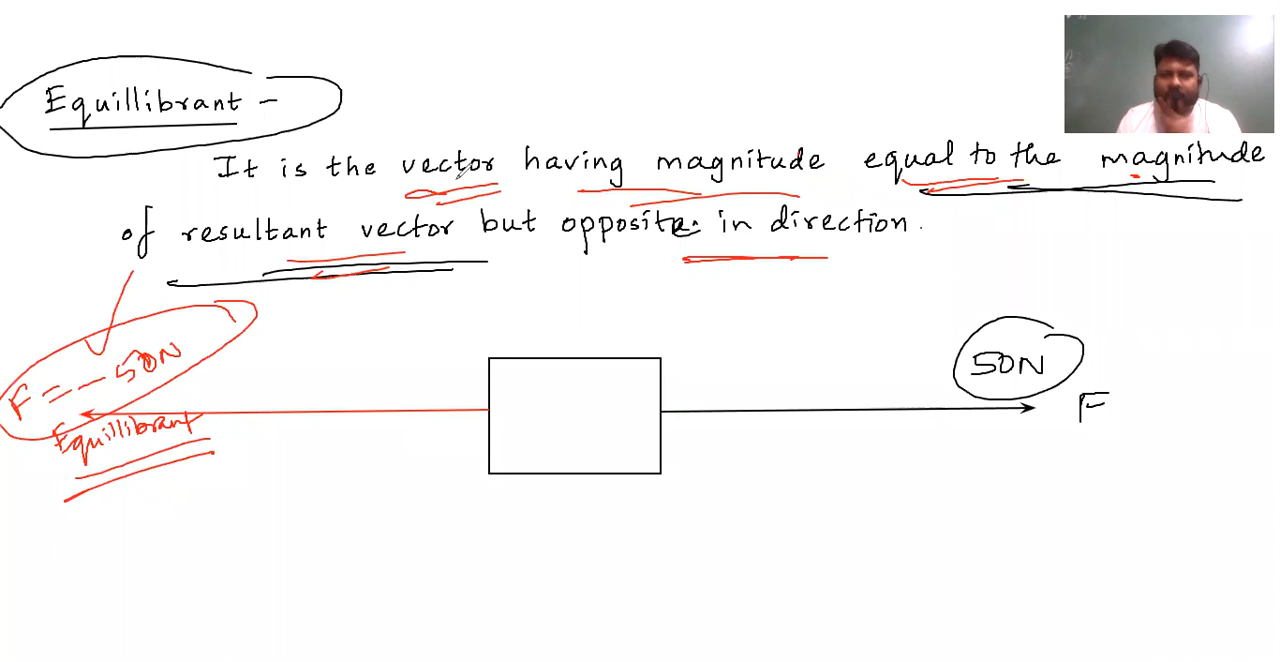 Equillibrant -
It is the vector having magnitude equal to the magnitude
of resultant vector but opposite in direction.
F = - 50N
Equillibrant
50N
F